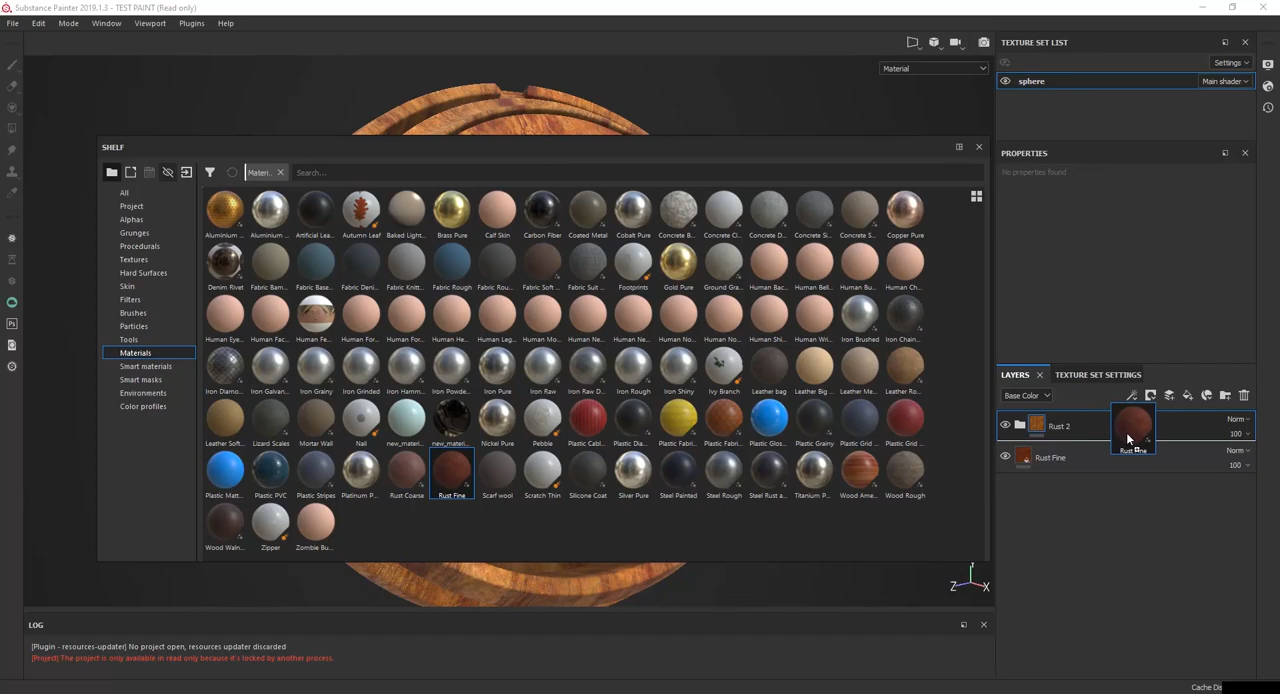 Substance Painter 2019.1.0 - TEST PAINT (Read only)
File Edit Mode Window Viewport Plugins Help
TEXTURE SET LIST
Settings
Material
sphere
Main shader
SHELF
PROPERTIES
No properties found
Materi...
Search...
All
Project
Alphas
Grunges
Procedurals
Textures
Hard Surfaces
Skin
Filters
Brushes
Particles
Tools
Materials
Smart materials
Smart masks
Environments
Color profiles
Aluminium ... Aluminium ... Artificial Lea... Autumn Leaf Baked Light... Brass Pure Calf Skin Carbon Fiber Coated Metal Cobalt Pure Concrete B... Concrete Cl... Concrete D... Concrete Si... Concrete S... Copper Pure
Denim Rivet Fabric Bam... Fabric Base... Fabric Deni... Fabric Knitt... Fabric Rough Fabric Rou... Fabric Soft ... Fabric Suit ... Footprints Gold Pure Ground Gra... Human Bac... Human Bell... Human Bu... Human Ch...
Human Eye... Human Fac... Human Fe... Human For... Human For... Human Han... Human Leg... Human Mo... Human Ne... Human Ne... Human No... Human No... Human Shi... Human Wri... Iron Brushed Iron Chain...
Iron Diamo... Iron Galvan... Iron Grainy Iron Hamm... Iron Powde... Iron Pure Iron Raw Iron Raw D... Iron Rough Iron Shiny Ivy Branch Leather bag Leather Big ... Leather Me... Leather Ro...
Leather Soft... Lizard Scales Mortar Wall Nail new_materi... new_materi... Nickel Pure Pebble Plastic Cabl... Plastic Dia... Plastic Fabri... Plastic Fabri... Plastic Glos... Plastic Grainy Plastic Grid ... Plastic Grid ...
Plastic Matt... Plastic PVC Plastic Stripes Platinum P... Rust Coarse Rust Fine Scarf wool Scratch Thin Silicone Coat Silver Pure Steel Painted Steel Rough Steel Rust a... Titanium P... Wood Ame... Wood Rough
Wood Waln... Zipper Zombie Bu...
LAYERS
TEXTURE SET SETTINGS
Base Color
Rust 2
Norm
100
Rust Fine
Rust Fine
Norm
100
Z X
LOG
[Plugin - resources-updater] No project open, resources updater discarded
[Project] The project is only available in read only because it's locked by another process.
Cache Dis